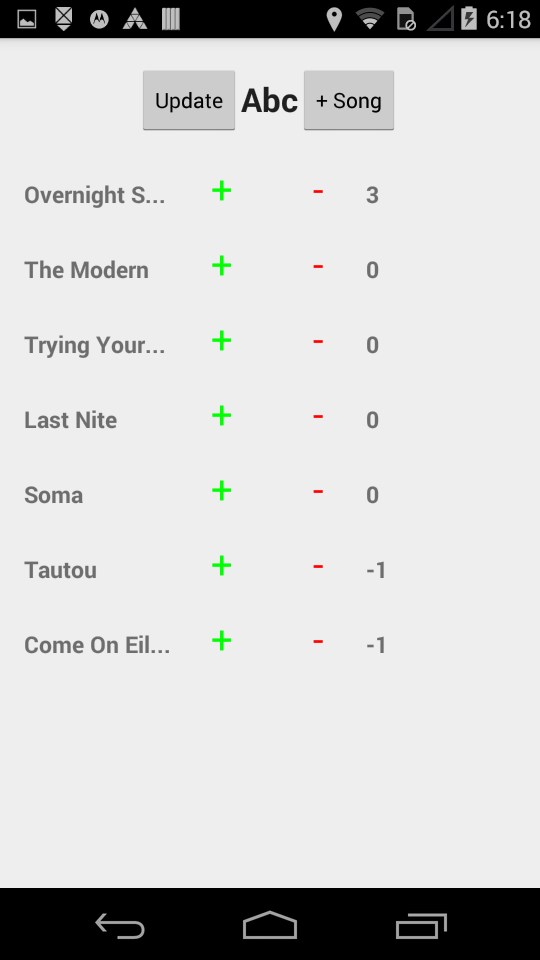 6:18
Update Abc + Song
Overnight S... + - 3
The Modern + - 0
Trying Your... + - 0
Last Nite + - 0
Soma + - 0
Tautou + - -1
Come On Eil... + - -1